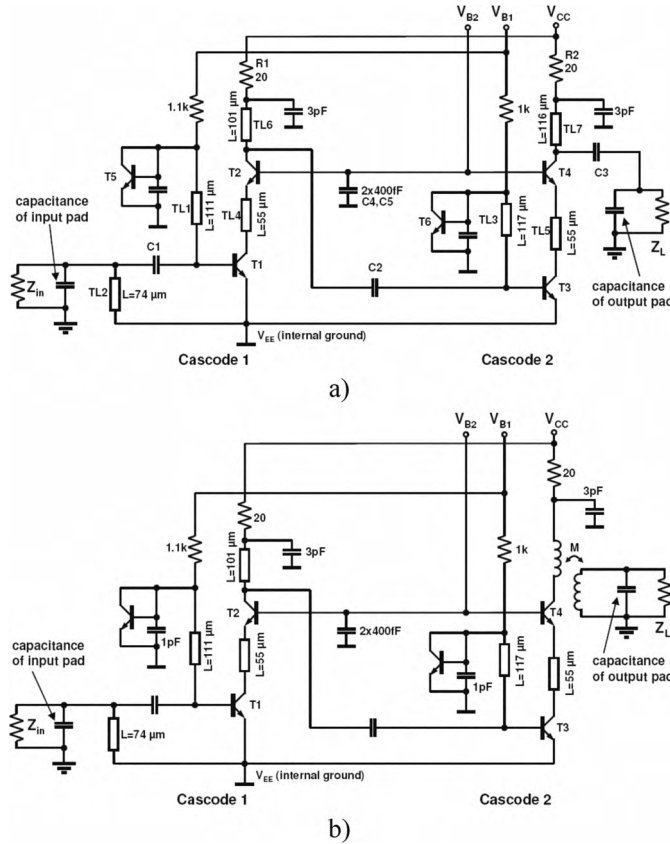 V_B2 V_B1 V_CC
R1
20
R2
20
1.1k
L=101 µm
TL6
3pF
1k
L=116 µm
TL7
3pF
T5
T2
T4
C3
capacitance
of input pad
TL1
L=111 µm
TL4
L=55 µm
2x400fF
C4,C5
T6
TL3
L=117 µm
TL5
L=55 µm
Z_L
C1
T1
C2
T3
capacitance
of output pad
Z_in
TL2
L=74 µm
V_EE (internal ground)
Cascode 1 Cascode 2
a)
V_B2 V_B1 V_CC
20
3pF
1.1k
20
L=101 µm
3pF
1k
M
T2
T4
Z_L
capacitance
of input pad
1pF
L=111 µm
L=55 µm
2x400fF
1pF
L=117 µm
L=55 µm
capacitance
of output pad
T1
T3
Z_in
L=74 µm
V_EE (internal ground)
Cascode 1 Cascode 2
b)